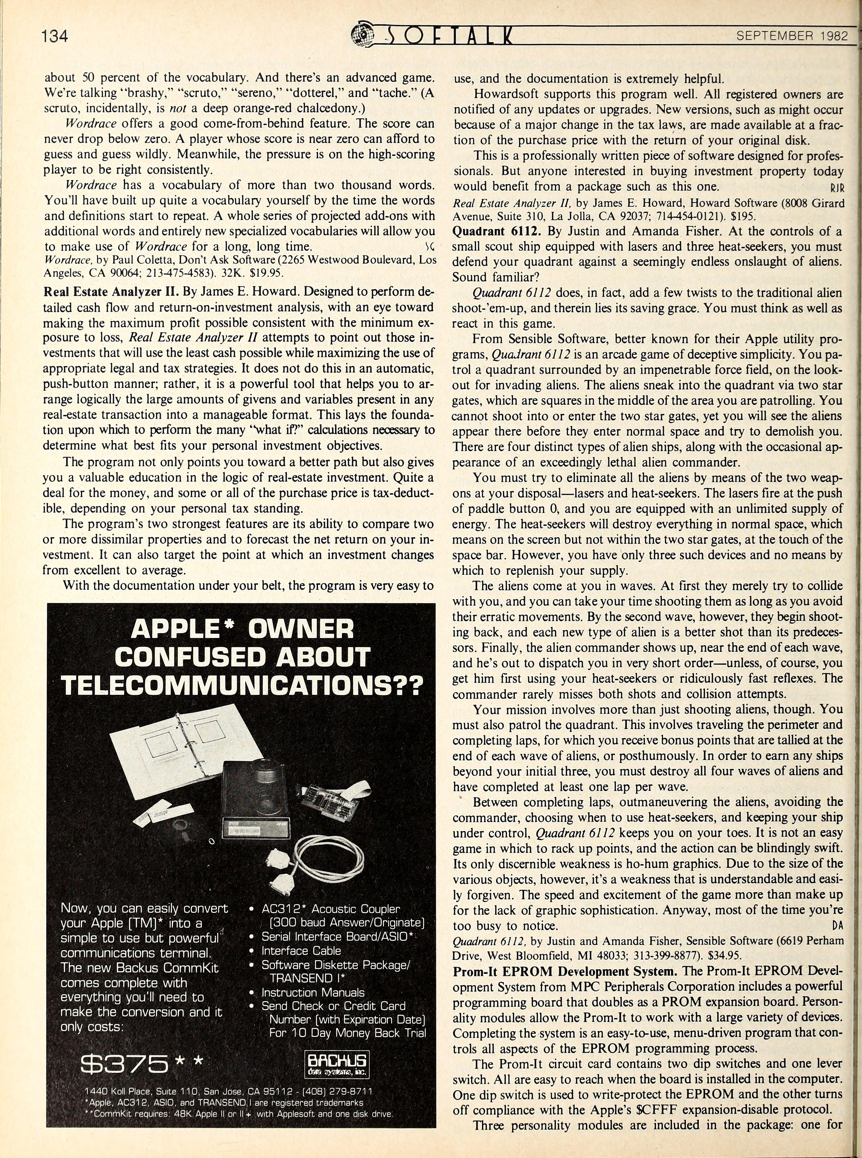 134
SOFTALK
SEPTEMBER 1982
about 50 percent of the vocabulary. And there's an advanced game.
We're talking "brashy," "scruto," "sereno," "dotterel," and "tache." (A
scruto, incidentally, is not a deep orange-red chalcedony.)
Wordrace offers a good come-from-behind feature. The score can
never drop below zero. A player whose score is near zero can afford to
guess and guess wildly. Meanwhile, the pressure is on the high-scoring
player to be right consistently.
Wordrace has a vocabulary of more than two thousand words.
You'll have built up quite a vocabulary yourself by the time the words
and definitions start to repeat. A whole series of projected add-ons with
additional words and entirely new specialized vocabularies will allow you
to make use of Wordrace for a long, long time.
Wordrace, by Paul Coletta, Don't Ask Software (2265 Westwood Boulevard, Los
Angeles, CA 90064; 213-475-4583). 32K. $19.95.
Real Estate Analyzer II. By James E. Howard. Designed to perform de-
tailed cash flow and return-on-investment analysis, with an eye toward
making the maximum profit possible consistent with the minimum ex-
posure to loss, Real Estate Analyzer II attempts to point out those in-
vestments that will use the least cash possible while maximizing the use of
appropriate legal and tax strategies. It does not do this in an automatic,
push-button manner; rather, it is a powerful tool that helps you to ar-
range logically the large amounts of givens and variables present in any
real-estate transaction into a manageable format. This lays the founda-
tion upon which to perform the many "what if?" calculations necessary to
determine what best fits your personal investment objectives.
The program not only points you toward a better path but also gives
you a valuable education in the logic of real-estate investment. Quite a
deal for the money, and some or all of the purchase price is tax-deduct-
ible, depending on your personal tax standing.
The program's two strongest features are its ability to compare two
or more dissimilar properties and to forecast the net return on your in-
vestment. It can also target the point at which an investment changes
from excellent to average.
With the documentation under your belt, the program is very easy to
APPLE* OWNER
CONFUSED ABOUT
TELECOMMUNICATIONS??
Now, you can easily convert
your Apple (TM)* into a
simple to use but powerful
communications terminal.
The new Backus CommKit
comes complete with
everything you'll need to
make the conversion and it
only costs:
$375**
• AC312* Acoustic Coupler
(300 baud Answer/Originate)
• Serial Interface Board/ASIO*
• Interface Cable
• Software Diskette Package/
TRANSEND I*
• Instruction Manuals
• Send Check or Credit Card
Number (with Expiration Date)
For 10 Day Money Back Trial
BACKUS
data systems, inc.
1440 Koll Place, Suite 110, San Jose, CA 95112 - (408) 279-8711
*Apple, AC312, ASIO, and TRANSEND I are registered trademarks
**CommKit requires: 48K Apple II or II+ with Applesoft and one disk drive.
use, and the documentation is extremely helpful.
Howardsoft supports this program well. All registered owners are
notified of any updates or upgrades. New versions, such as might occur
because of a major change in the tax laws, are made available at a frac-
tion of the purchase price with the return of your original disk.
This is a professionally written piece of software designed for profes-
sionals. But anyone interested in buying investment property today
would benefit from a package such as this one. RIR
Real Estate Analyzer II, by James E. Howard, Howard Software (8008 Girard
Avenue, Suite 310, La Jolla, CA 92037; 714-454-0121). $195.
Quadrant 6112. By Justin and Amanda Fisher. At the controls of a
small scout ship equipped with lasers and three heat-seekers, you must
defend your quadrant against a seemingly endless onslaught of aliens.
Sound familiar?
Quadrant 6112 does, in fact, add a few twists to the traditional alien
shoot-'em-up, and therein lies its saving grace. You must think as well as
react in this game.
From Sensible Software, better known for their Apple utility pro-
grams, Quadrant 6112 is an arcade game of deceptive simplicity. You pa-
trol a quadrant surrounded by an impenetrable force field, on the look-
out for invading aliens. The aliens sneak into the quadrant via two star
gates, which are squares in the middle of the area you are patrolling. You
cannot shoot into or enter the two star gates, yet you will see the aliens
appear there before they enter normal space and try to demolish you.
There are four distinct types of alien ships, along with the occasional ap-
pearance of an exceedingly lethal alien commander.
You must try to eliminate all the aliens by means of the two weap-
ons at your disposal—lasers and heat-seekers. The lasers fire at the push
of paddle button 0, and you are equipped with an unlimited supply of
energy. The heat-seekers will destroy everything in normal space, which
means on the screen but not within the two star gates, at the touch of the
space bar. However, you have only three such devices and no means by
which to replenish your supply.
The aliens come at you in waves. At first they merely try to collide
with you, and you can take your time shooting them as long as you avoid
their erratic movements. By the second wave, however, they begin shoot-
ing back, and each new type of alien is a better shot than its predeces-
sors. Finally, the alien commander shows up, near the end of each wave,
and he's out to dispatch you in very short order—unless, of course, you
get him first using your heat-seekers or ridiculously fast reflexes. The
commander rarely misses both shots and collision attempts.
Your mission involves more than just shooting aliens, though. You
must also patrol the quadrant. This involves traveling the perimeter and
completing laps, for which you receive bonus points that are tallied at the
end of each wave of aliens, or posthumously. In order to earn any ships
beyond your initial three, you must destroy all four waves of aliens and
have completed at least one lap per wave.
Between completing laps, outmaneuvering the aliens, avoiding the
commander, choosing when to use heat-seekers, and keeping your ship
under control, Quadrant 6112 keeps you on your toes. It is not an easy
game in which to rack up points, and the action can be blindingly swift.
Its only discernible weakness is ho-hum graphics. Due to the size of the
various objects, however, it's a weakness that is understandable and easi-
ly forgiven. The speed and excitement of the game more than make up
for the lack of graphic sophistication. Anyway, most of the time you're
too busy to notice. DA
Quadrant 6112, by Justin and Amanda Fisher, Sensible Software (6619 Perham
Drive, West Bloomfield, MI 48033; 313-399-8877). $34.95.
Prom-It EPROM Development System. The Prom-It EPROM Devel-
opment System from MPC Peripherals Corporation includes a powerful
programming board that doubles as a PROM expansion board. Person-
ality modules allow the Prom-It to work with a large variety of devices.
Completing the system is an easy-to-use, menu-driven program that con-
trols all aspects of the EPROM programming process.
The Prom-It circuit card contains two dip switches and one lever
switch. All are easy to reach when the board is installed in the computer.
One dip switch is used to write-protect the EPROM and the other turns
off compliance with the Apple's $CFFF expansion-disable protocol.
Three personality modules are included in the package: one for